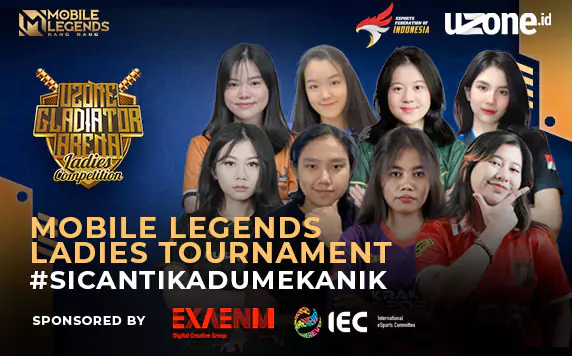 MOBILE
LEGENDS
BANG BANG
ESPORTS
FEDERATION OF
INDONESIA
uzone.id
UZONE
GLADIATOR
ARENA
Ladies
Competition
MOBILE LEGENDS
LADIES TOURNAMENT
#SICANTIKADUMEKANIK
SPONSORED BY
EXAENM
Digital Creative Group
IEC
International
eSports Committee